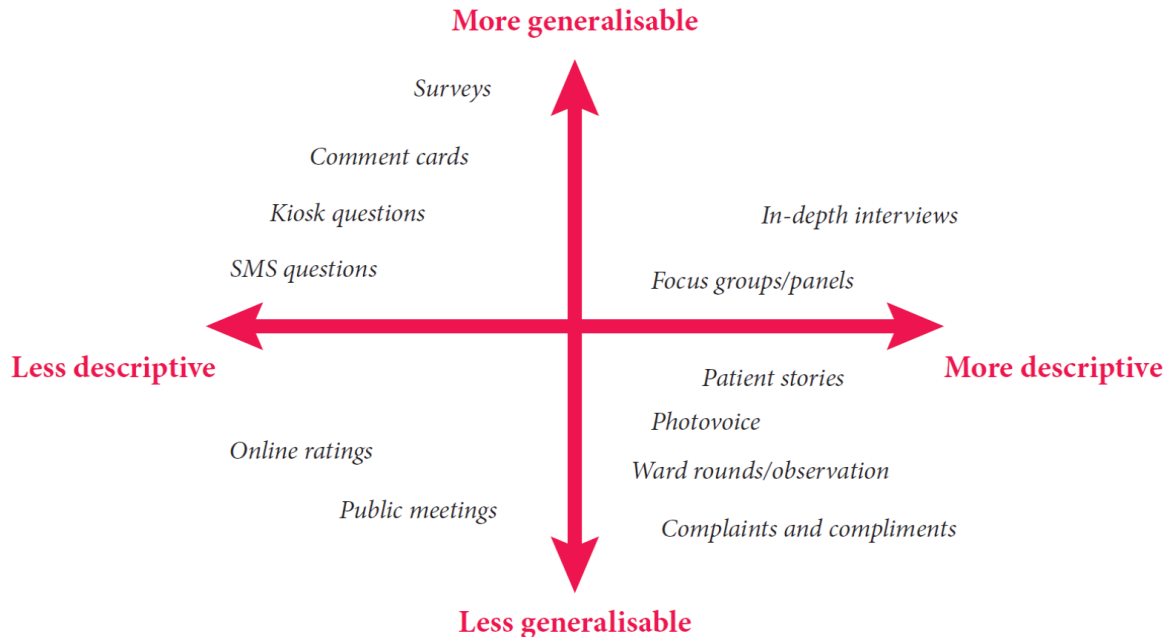 More generalisable
Surveys
Comment cards
Kiosk questions
In-depth interviews
SMS questions
Focus groups/panels
Less descriptive
More descriptive
Patient stories
Photovoice
Online ratings
Ward rounds/observation
Public meetings
Complaints and compliments
Less generalisable